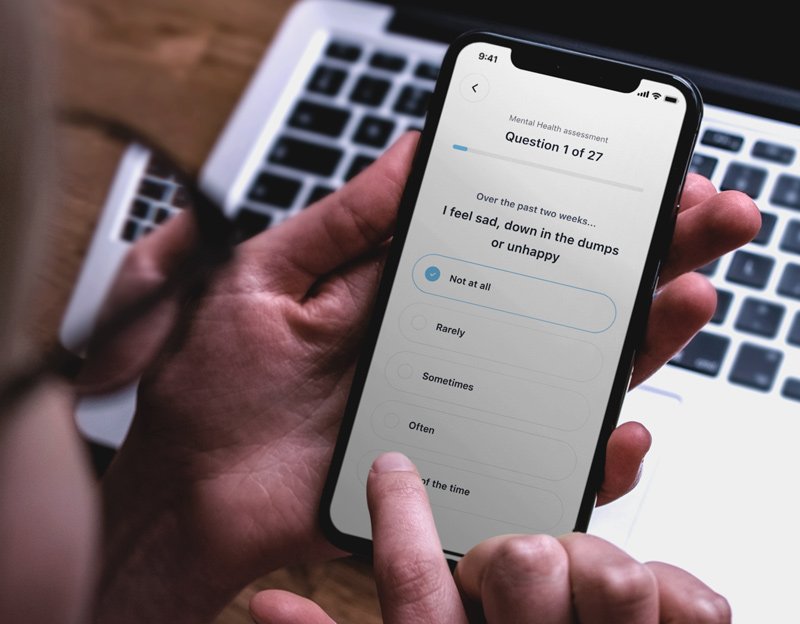 9:41
Mental Health assessment
Question 1 of 27
Over the past two weeks...
I feel sad, down in the dumps
or unhappy
Not at all
Rarely
Sometimes
Often
of the time